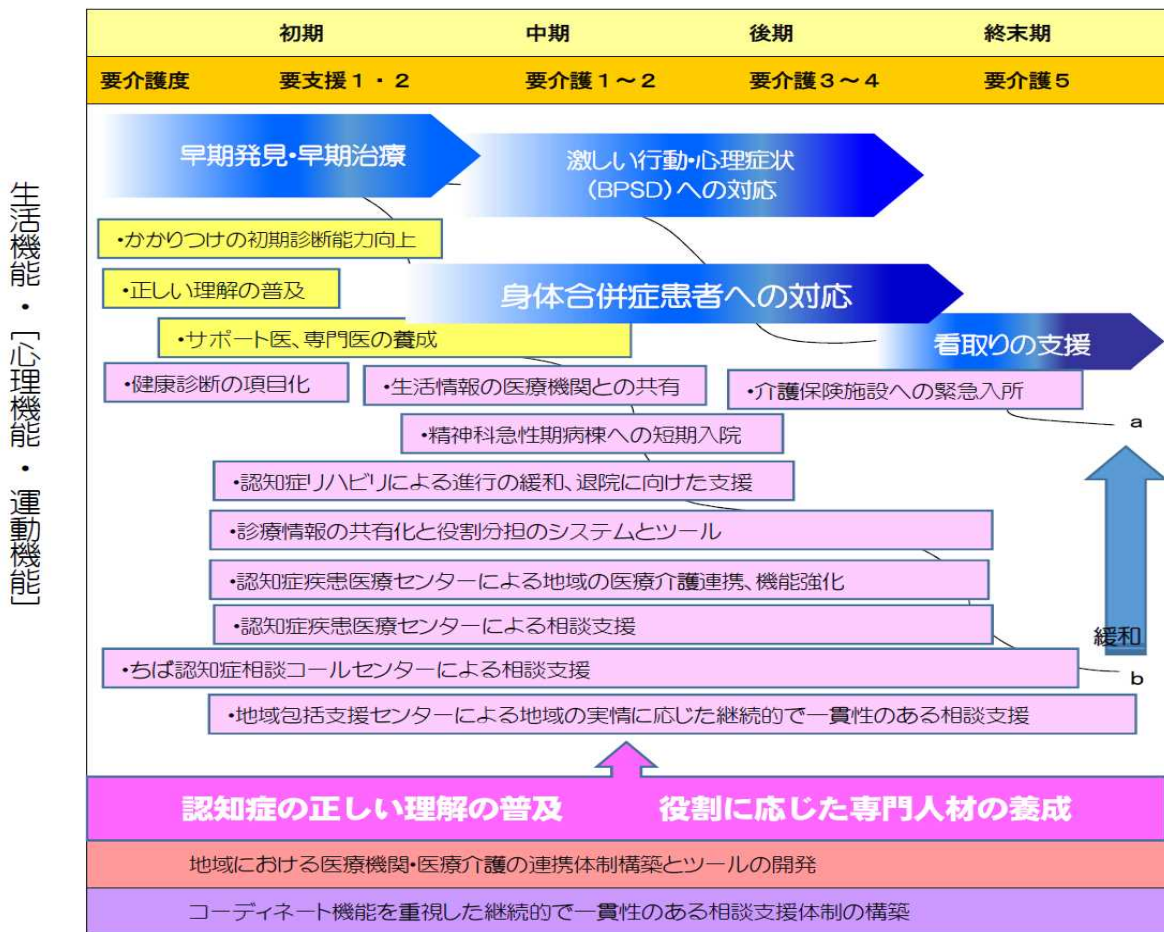 初期 中期 後期 終末期
要介護度 要支援１・２ 要介護１～２ 要介護３～４ 要介護５
生活機能・[心理機能・運動機能]
早期発見・早期治療
激しい行動・心理症状
(BPSD)への対応
・かかりつけの初期診断能力向上
・正しい理解の普及
身体合併症患者への対応
・サポート医、専門医の養成
看取りの支援
・健康診断の項目化
・生活情報の医療機関との共有
・介護保険施設への緊急入所
a
・精神科急性期病棟への短期入院
・認知症リハビリによる進行の緩和、退院に向けた支援
・診療情報の共有化と役割分担のシステムとツール
・認知症疾患医療センターによる地域の医療介護連携、機能強化
・認知症疾患医療センターによる相談支援
緩和
・ちば認知症相談コールセンターによる相談支援
b
・地域包括支援センターによる地域の実情に応じた継続的で一貫性のある相談支援
認知症の正しい理解の普及 役割に応じた専門人材の養成
地域における医療機関・医療介護の連携体制構築とツールの開発
コーディネート機能を重視した継続的で一貫性のある相談支援体制の構築